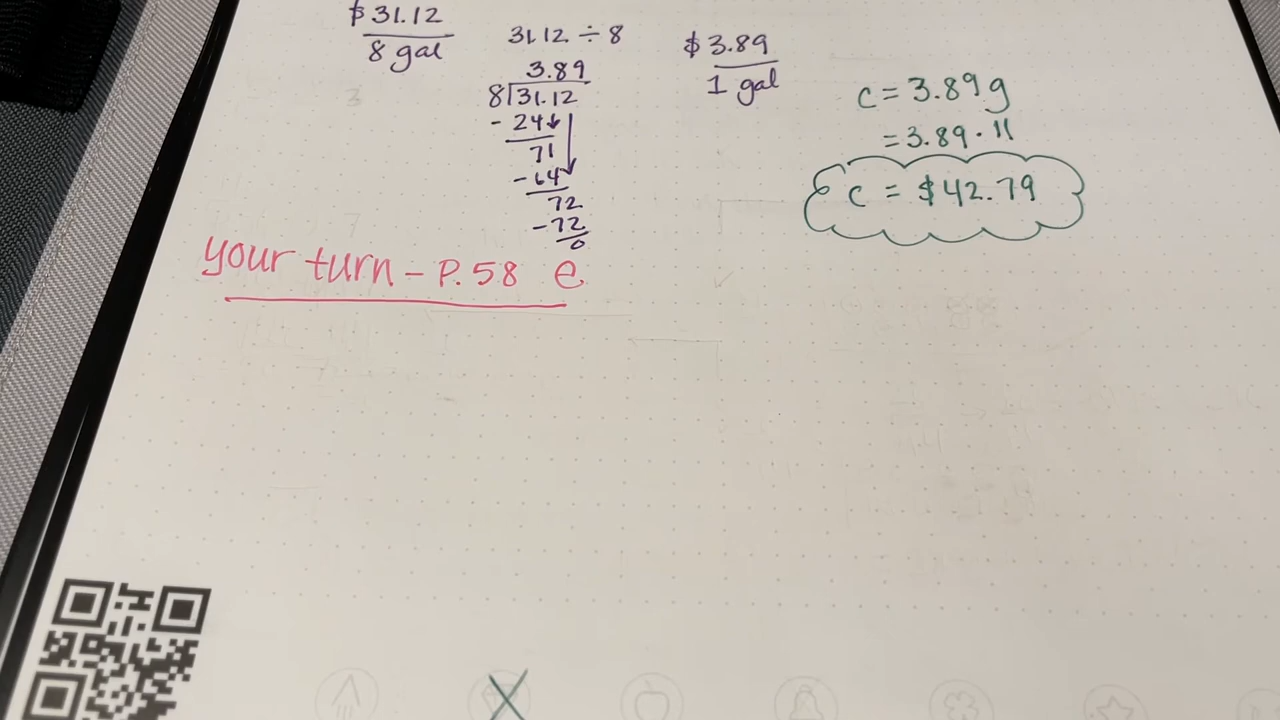 $31.12
8 gal
31.12 ÷ 8
3.89
8 31.12
- 24
71
- 64
72
- 72
0
$3.89
1 gal
c = 3.89g
= 3.89 · 11
c = $42.79
your turn - P. 58 e